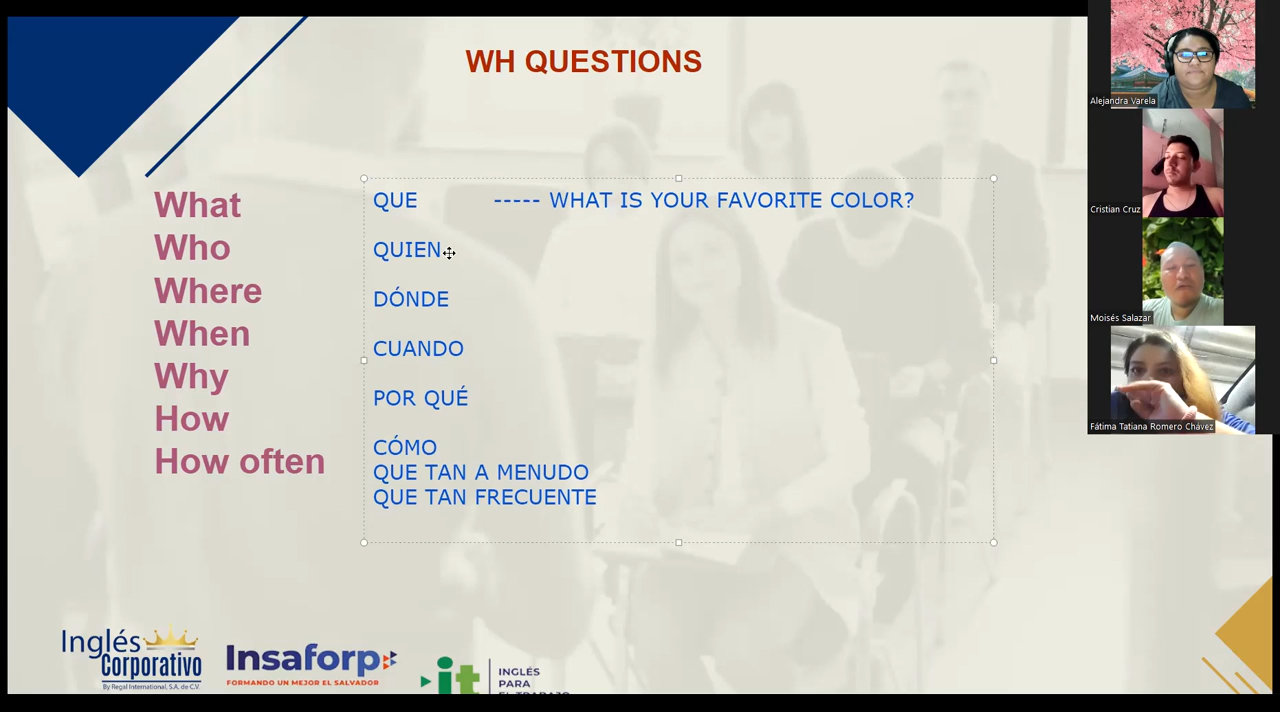 WH QUESTIONS
What
Who
Where
When
Why
How
How often
QUE ----- WHAT IS YOUR FAVORITE COLOR?
QUIEN
DÓNDE
CUANDO
POR QUÉ
CÓMO
QUE TAN A MENUDO
QUE TAN FRECUENTE
Alejandra Varela
Cristian Cruz
Moisés Salazar
Fátima Tatiana Romero Chávez
Inglés
Corporativo
By Regal International, S.A. de C.V.
Insaforp
FORMANDO UN MEJOR EL SALVADOR
it
INGLÉS
PARA